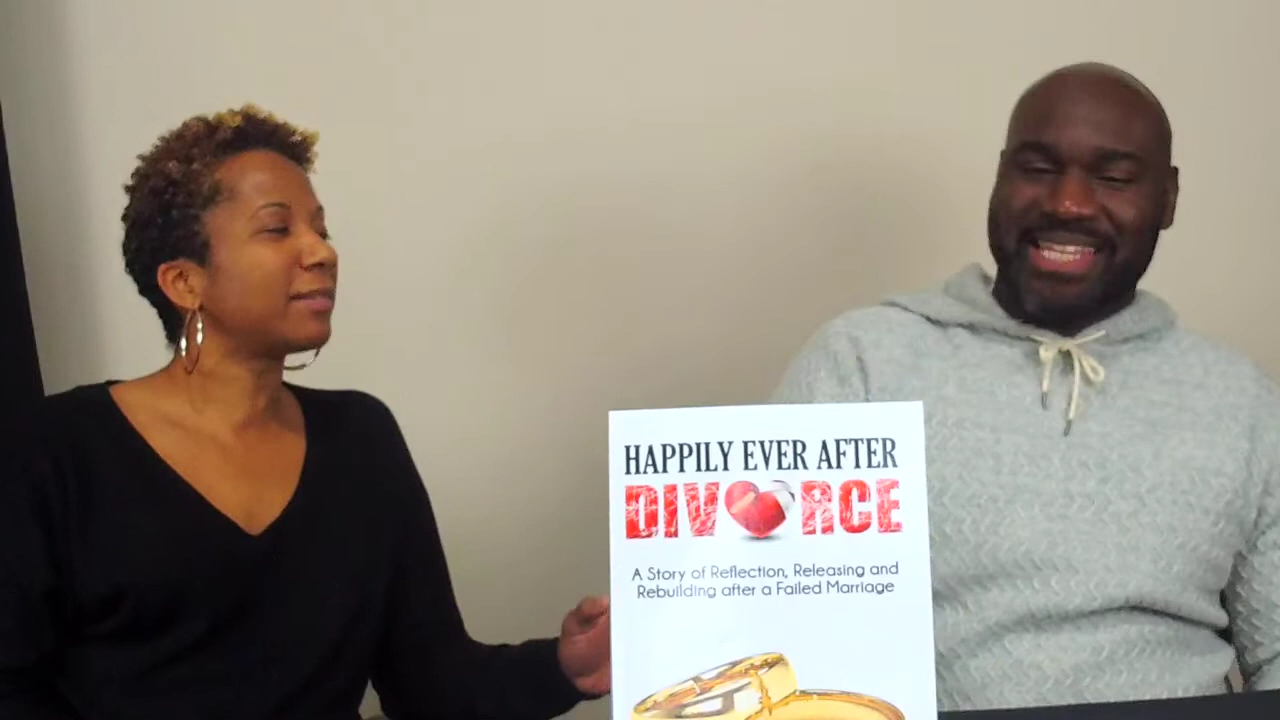 HAPPILY EVER AFTER
DIVORCE
A Story of Reflection, Releasing and
Rebuilding after a Failed Marriage